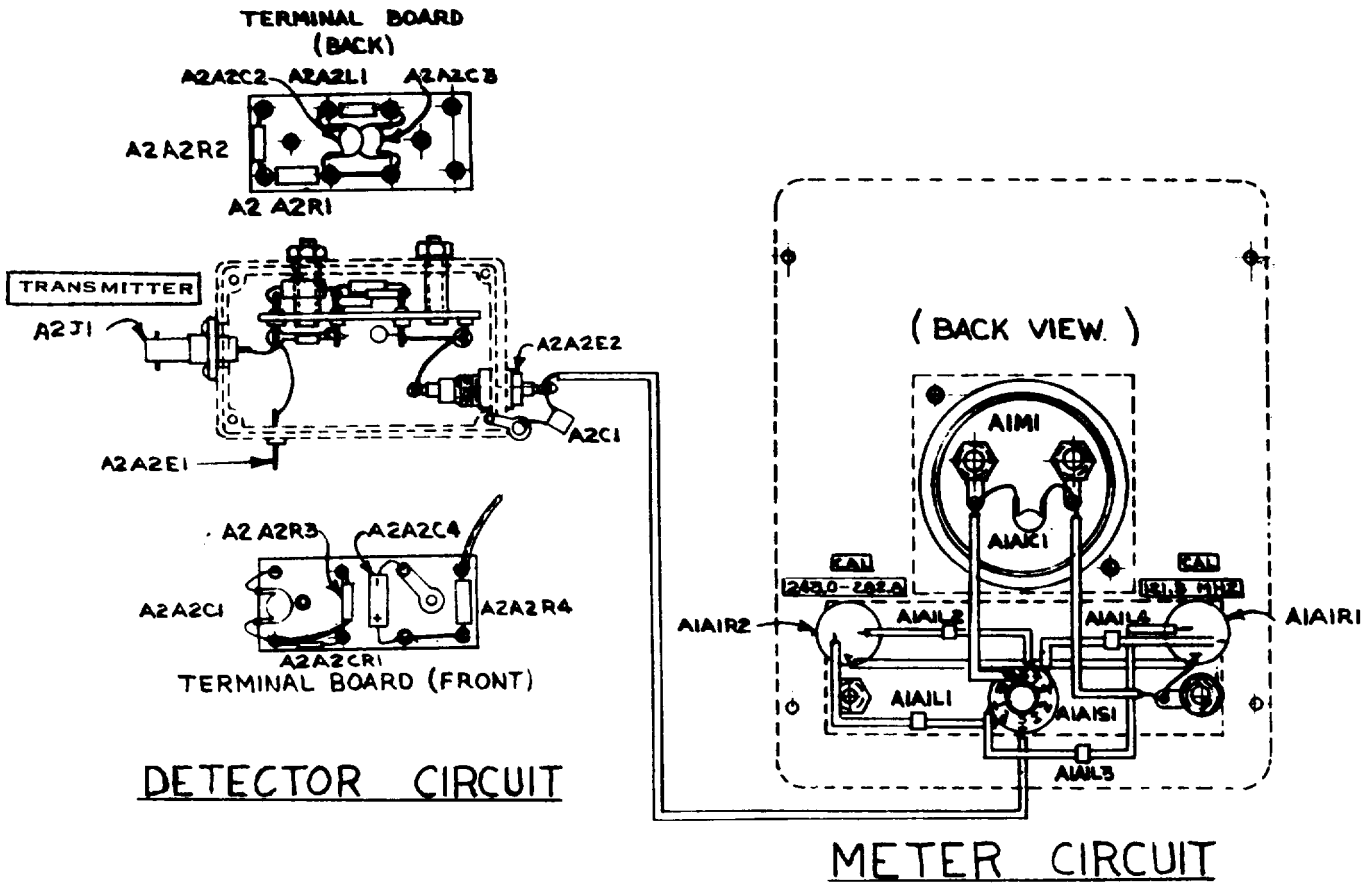 TERMINAL BOARD
(BACK)
A2A2C2 A2A2L1 A2A2C3
A2A2R2
A2 A2R1
TRANSMITTER
A2J1
A2A2E2
A2C1
A2A2E1
A2 A2R3 A2A2C4
A2A2C1
A2A2R4
A2A2CR1
TERMINAL BOARD (FRONT)
DETECTOR CIRCUIT
(BACK VIEW.)
A1M1
A1A1C1
CAL
CAL
MHZ
A1A1R2
A1A1L2
A1A1L4
A1A1R1
A1A1L1
A1A1S1
A1A1L3
METER CIRCUIT